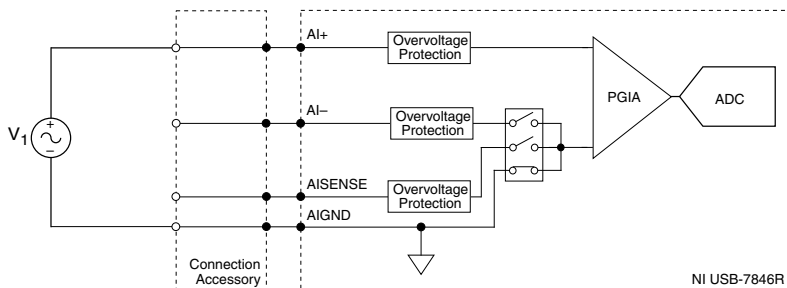 AI+
Overvoltage
Protection
AI–
Overvoltage
Protection
PGIA
ADC
V1
+
–
AISENSE
Overvoltage
Protection
AIGND
Connection
Accessory
NI USB-7846R